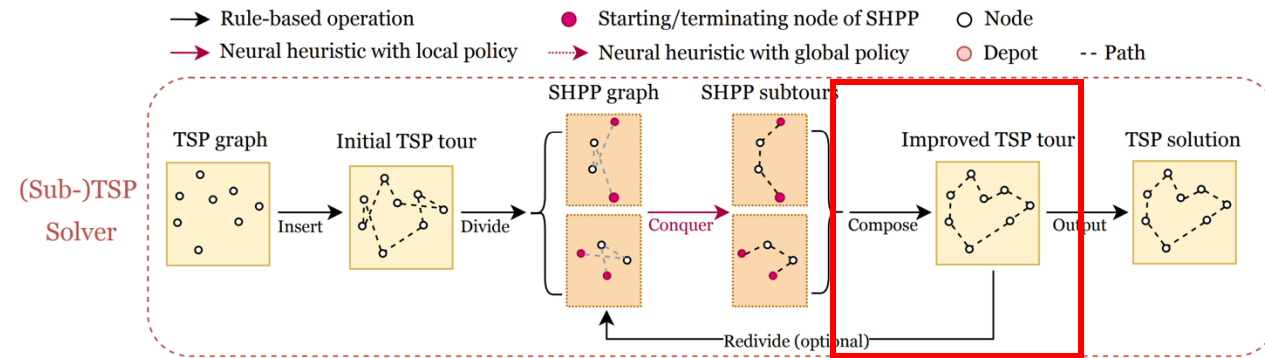 Rule-based operation
Starting/terminating node of SHPP
Node
Neural heuristic with local policy
Neural heuristic with global policy
Depot
Path
SHPP graph
SHPP subtours
TSP graph
Initial TSP tour
Improved TSP tour
TSP solution
(Sub-)TSP
Solver
Insert
Divide
Conquer
Compose
Output
Redivide (optional)